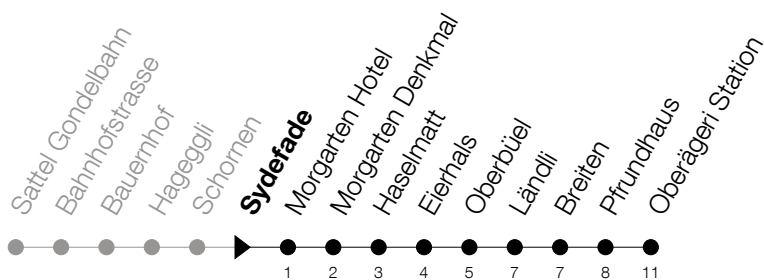 Sattel Gondelbahn
Bahnhofstrasse
Bauernhof
Hageggli
Schornen
Sydefade
Morgarten Hotel
Morgarten Denkmal
Haselmatt
Eierhals
Oberbüel
Ländli
Breiten
Pfrundhaus
Oberägeri Station
1 2 3 4 5 7 7 8 11